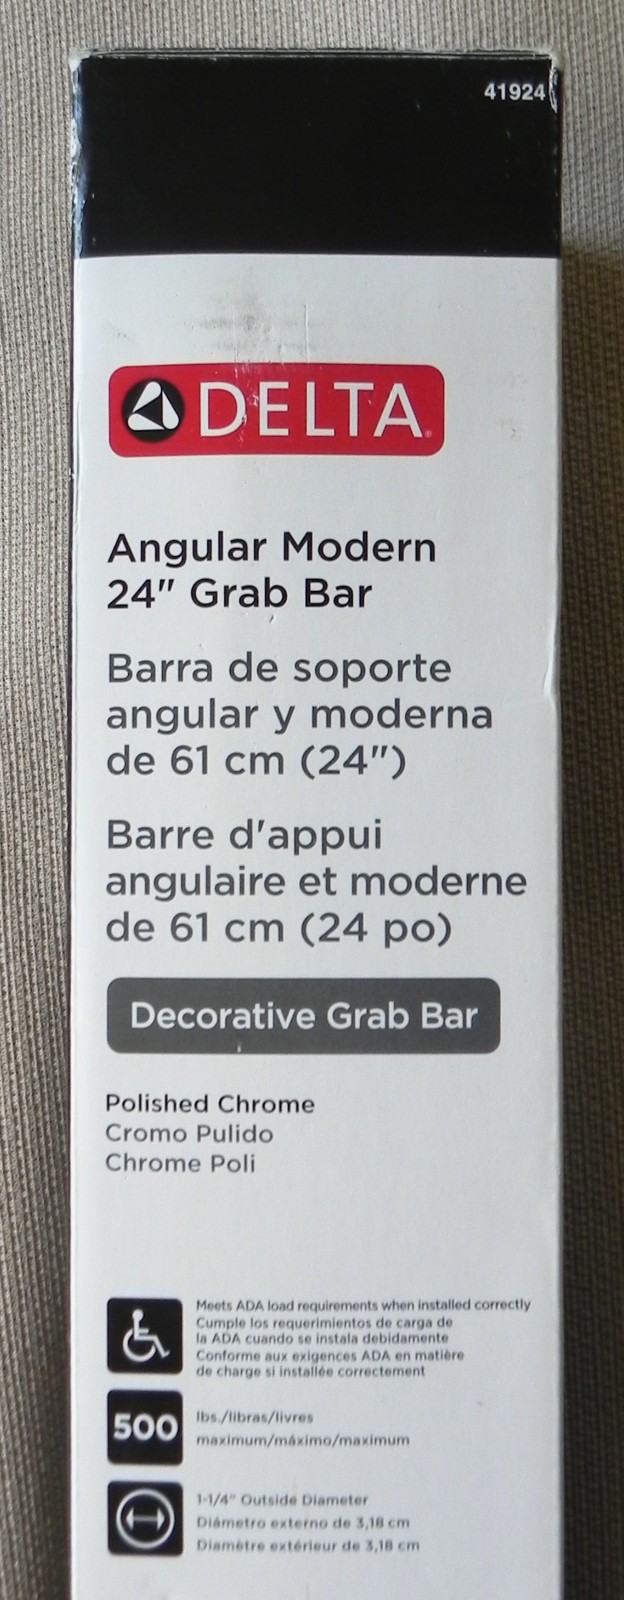 41924
DELTA
Angular Modern
24" Grab Bar
Barra de soporte
angular y moderna
de 61 cm (24")
Barre d'appui
angulaire et moderne
de 61 cm (24 po)
Decorative Grab Bar
Polished Chrome
Cromo Pulido
Chrome Poli
Meets ADA load requirements when installed correctly
Cumple los requerimientos de carga de
la ADA cuando se instala debidamente
Conforme aux exigences ADA en matière
de charge si installée correctement
500
lbs./libras/livres
maximum/máximo/maximum
1-1/4" Outside Diameter
Diámetro externo de 3,18 cm
Diamètre extérieur de 3,18 cm